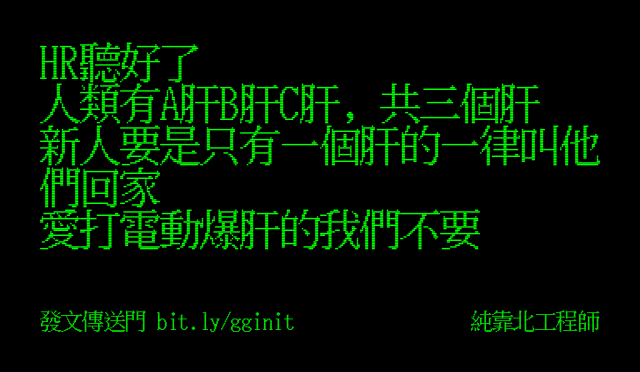 HR聽好了
人類有A肝B肝C肝，共三個肝
新人要是只有一個肝的一律叫他
們回家
愛打電動爆肝的我們不要
發文傳送門 bit.ly/gginit
純靠北工程師